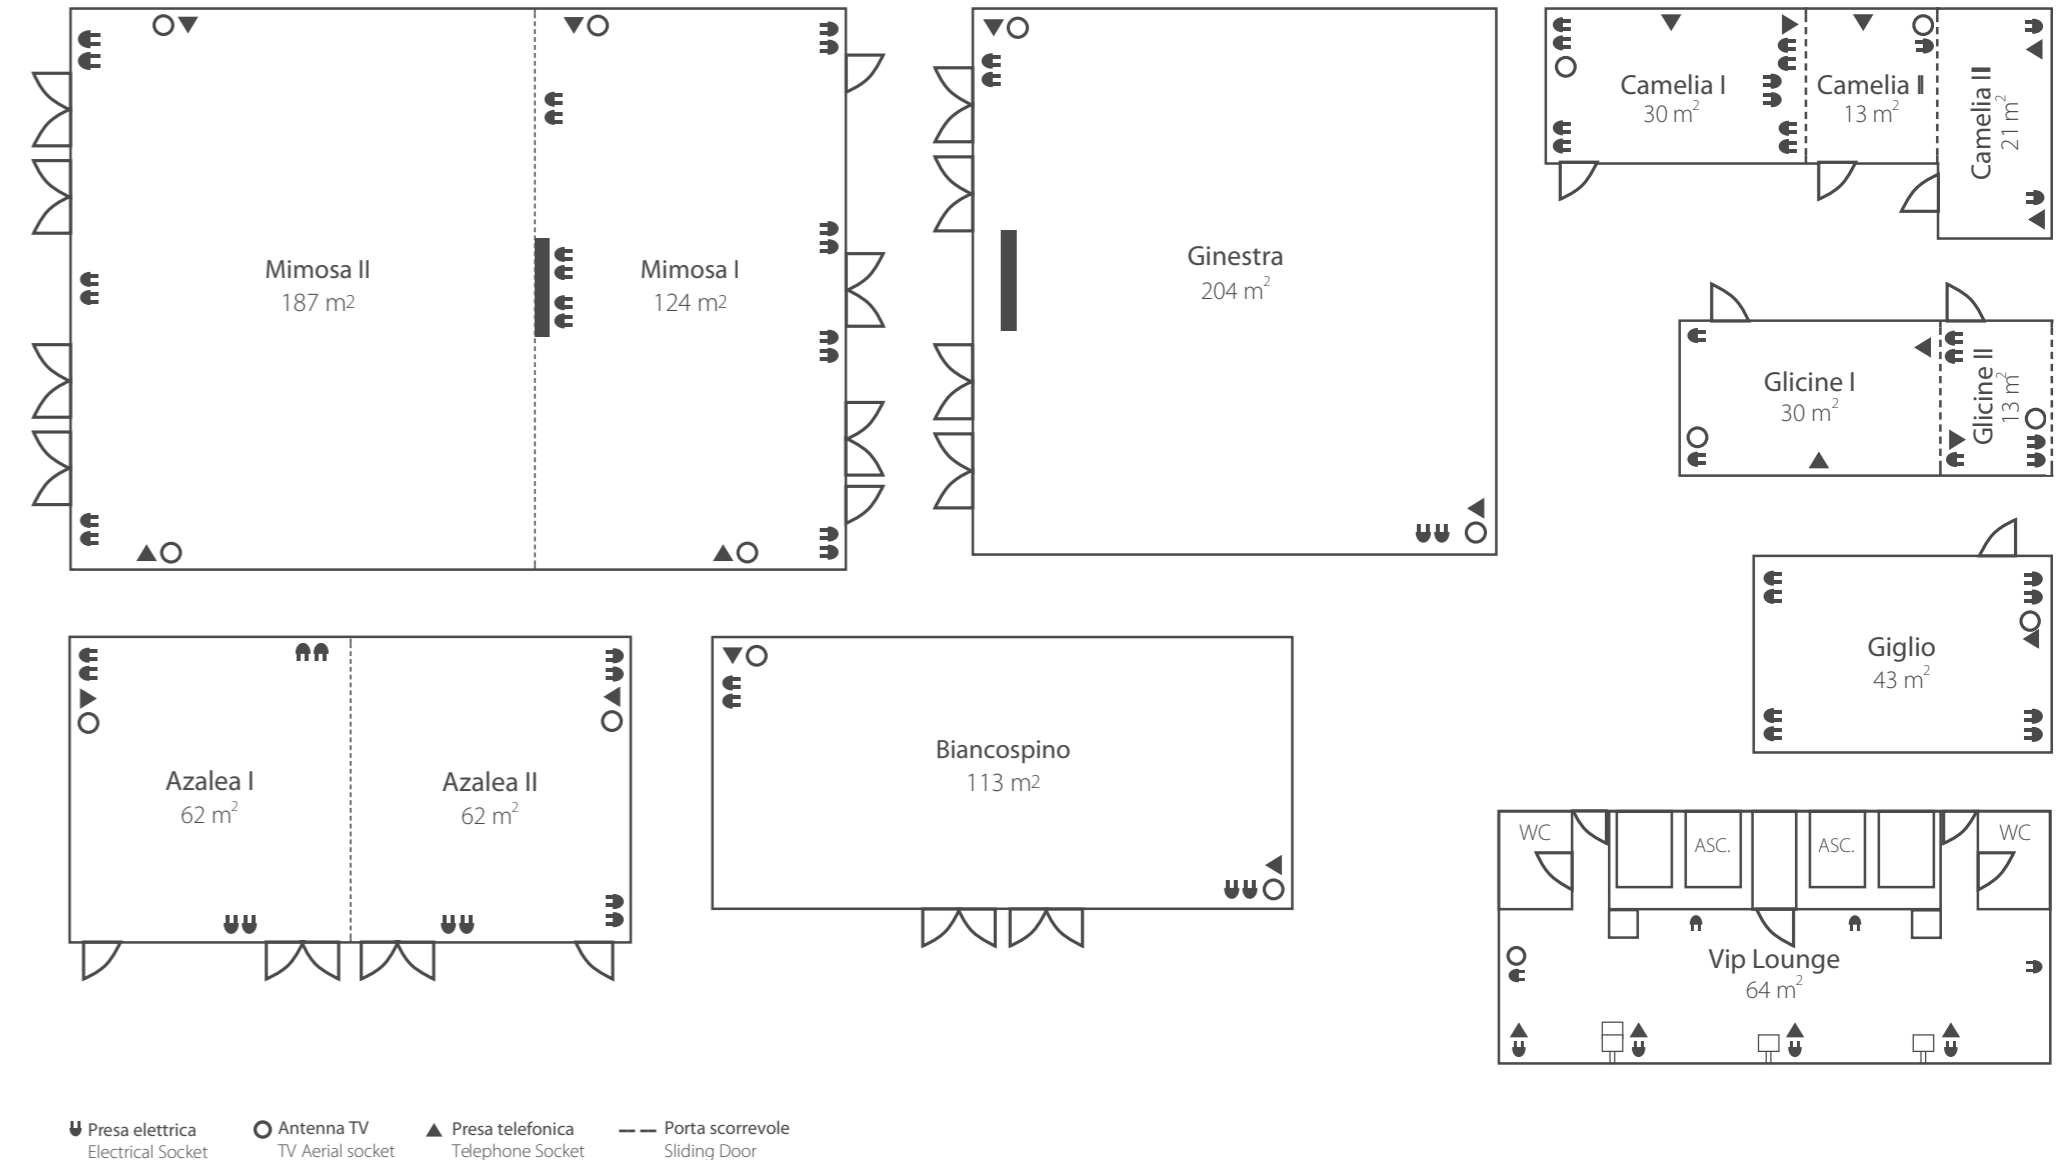 Mimosa II
187 m2
Mimosa I
124 m2
Ginestra
204 m²
Camelia I
30 m²
Camelia II
13 m²
Camelia II
21 m²
Glicine I
30 m²
Glicine II
13 m²
Giglio
43 m²
Azalea I
62 m²
Azalea II
62 m²
Biancospino
113 m2
WC
ASC.
ASC.
WC
Vip Lounge
64 m²
Presa elettrica
Electrical Socket
Antenna TV
TV Aerial socket
Presa telefonica
Telephone Socket
Porta scorrevole
Sliding Door